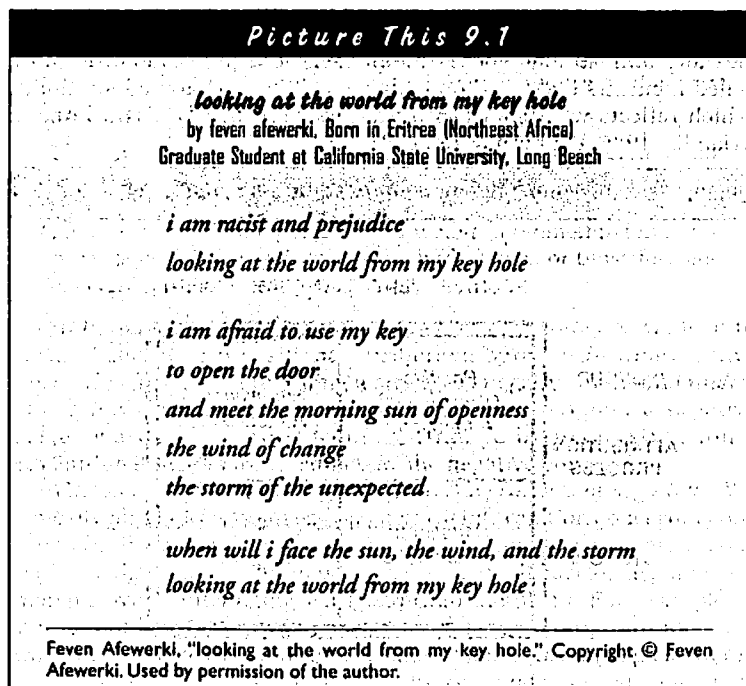 Picture This 9.1
looking at the world from my key hole
by feven afewerki, Born in Eritrea (Northeast Africa)
Graduate Student at California State University, Long Beach
i am racist and prejudice
looking at the world from my key hole
i am afraid to use my key
to open the door
and meet the morning sun of openness
the wind of change
the storm of the unexpected
when will i face the sun, the wind, and the storm
looking at the world from my key hole
Feven Afewerki, "looking at the world from my key hole." Copyright © Feven
Afewerki. Used by permission of the author.